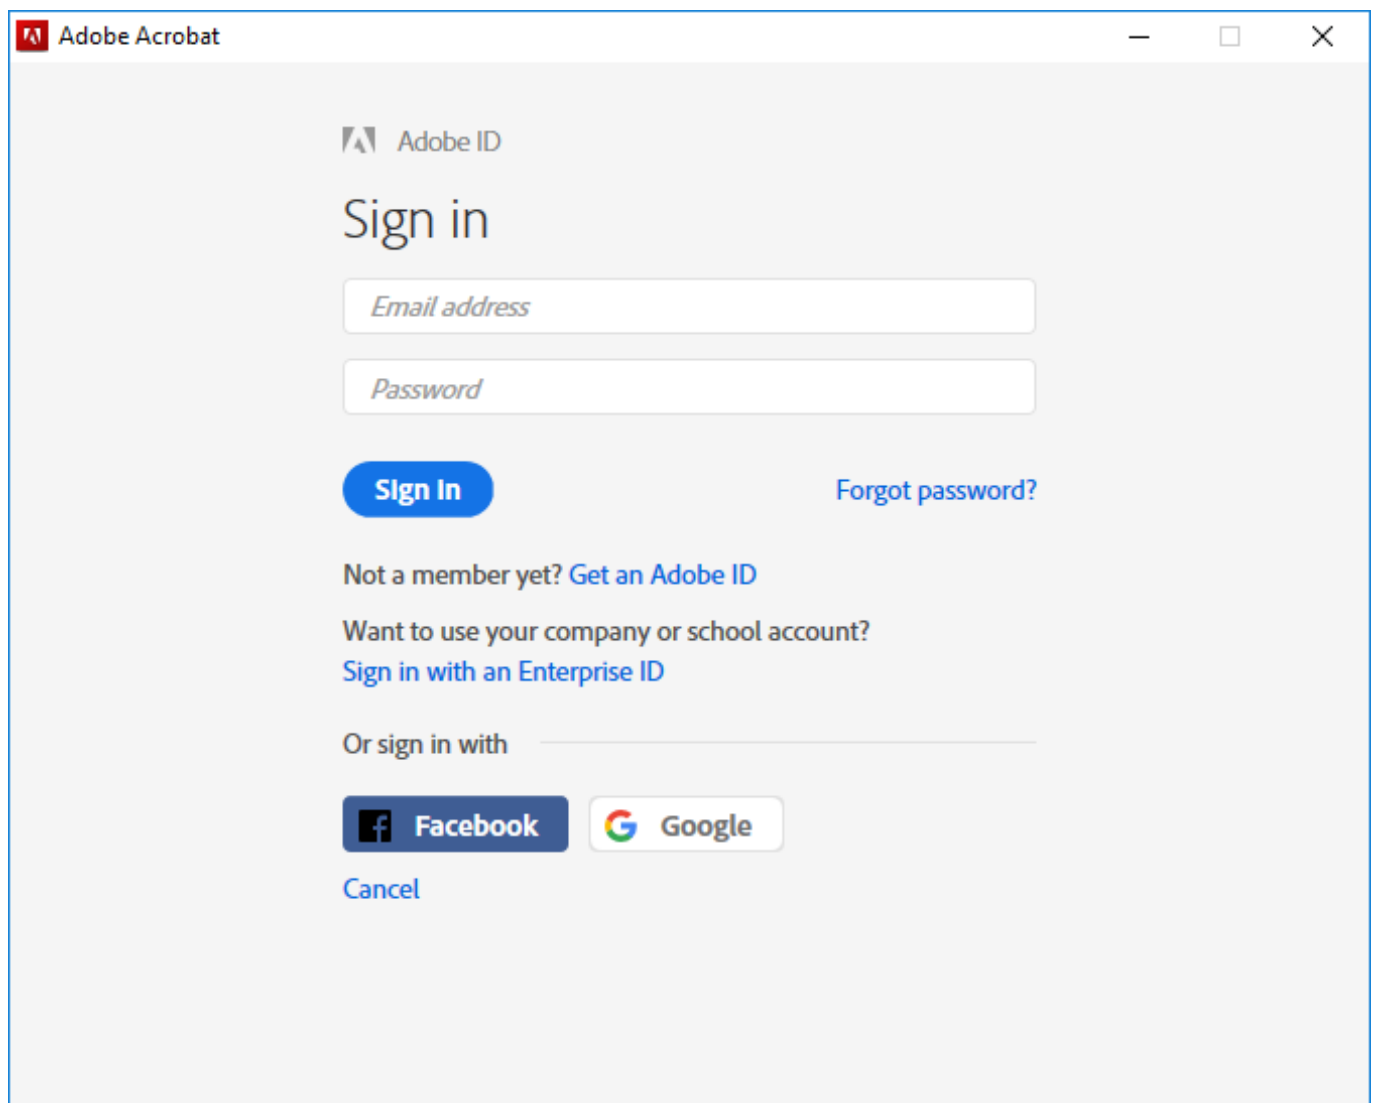 Adobe Acrobat
Adobe ID
Sign in
Email address
Password
Sign In
Forgot password?
Not a member yet? Get an Adobe ID
Want to use your company or school account?
Sign in with an Enterprise ID
Or sign in with
Facebook
Google
Cancel